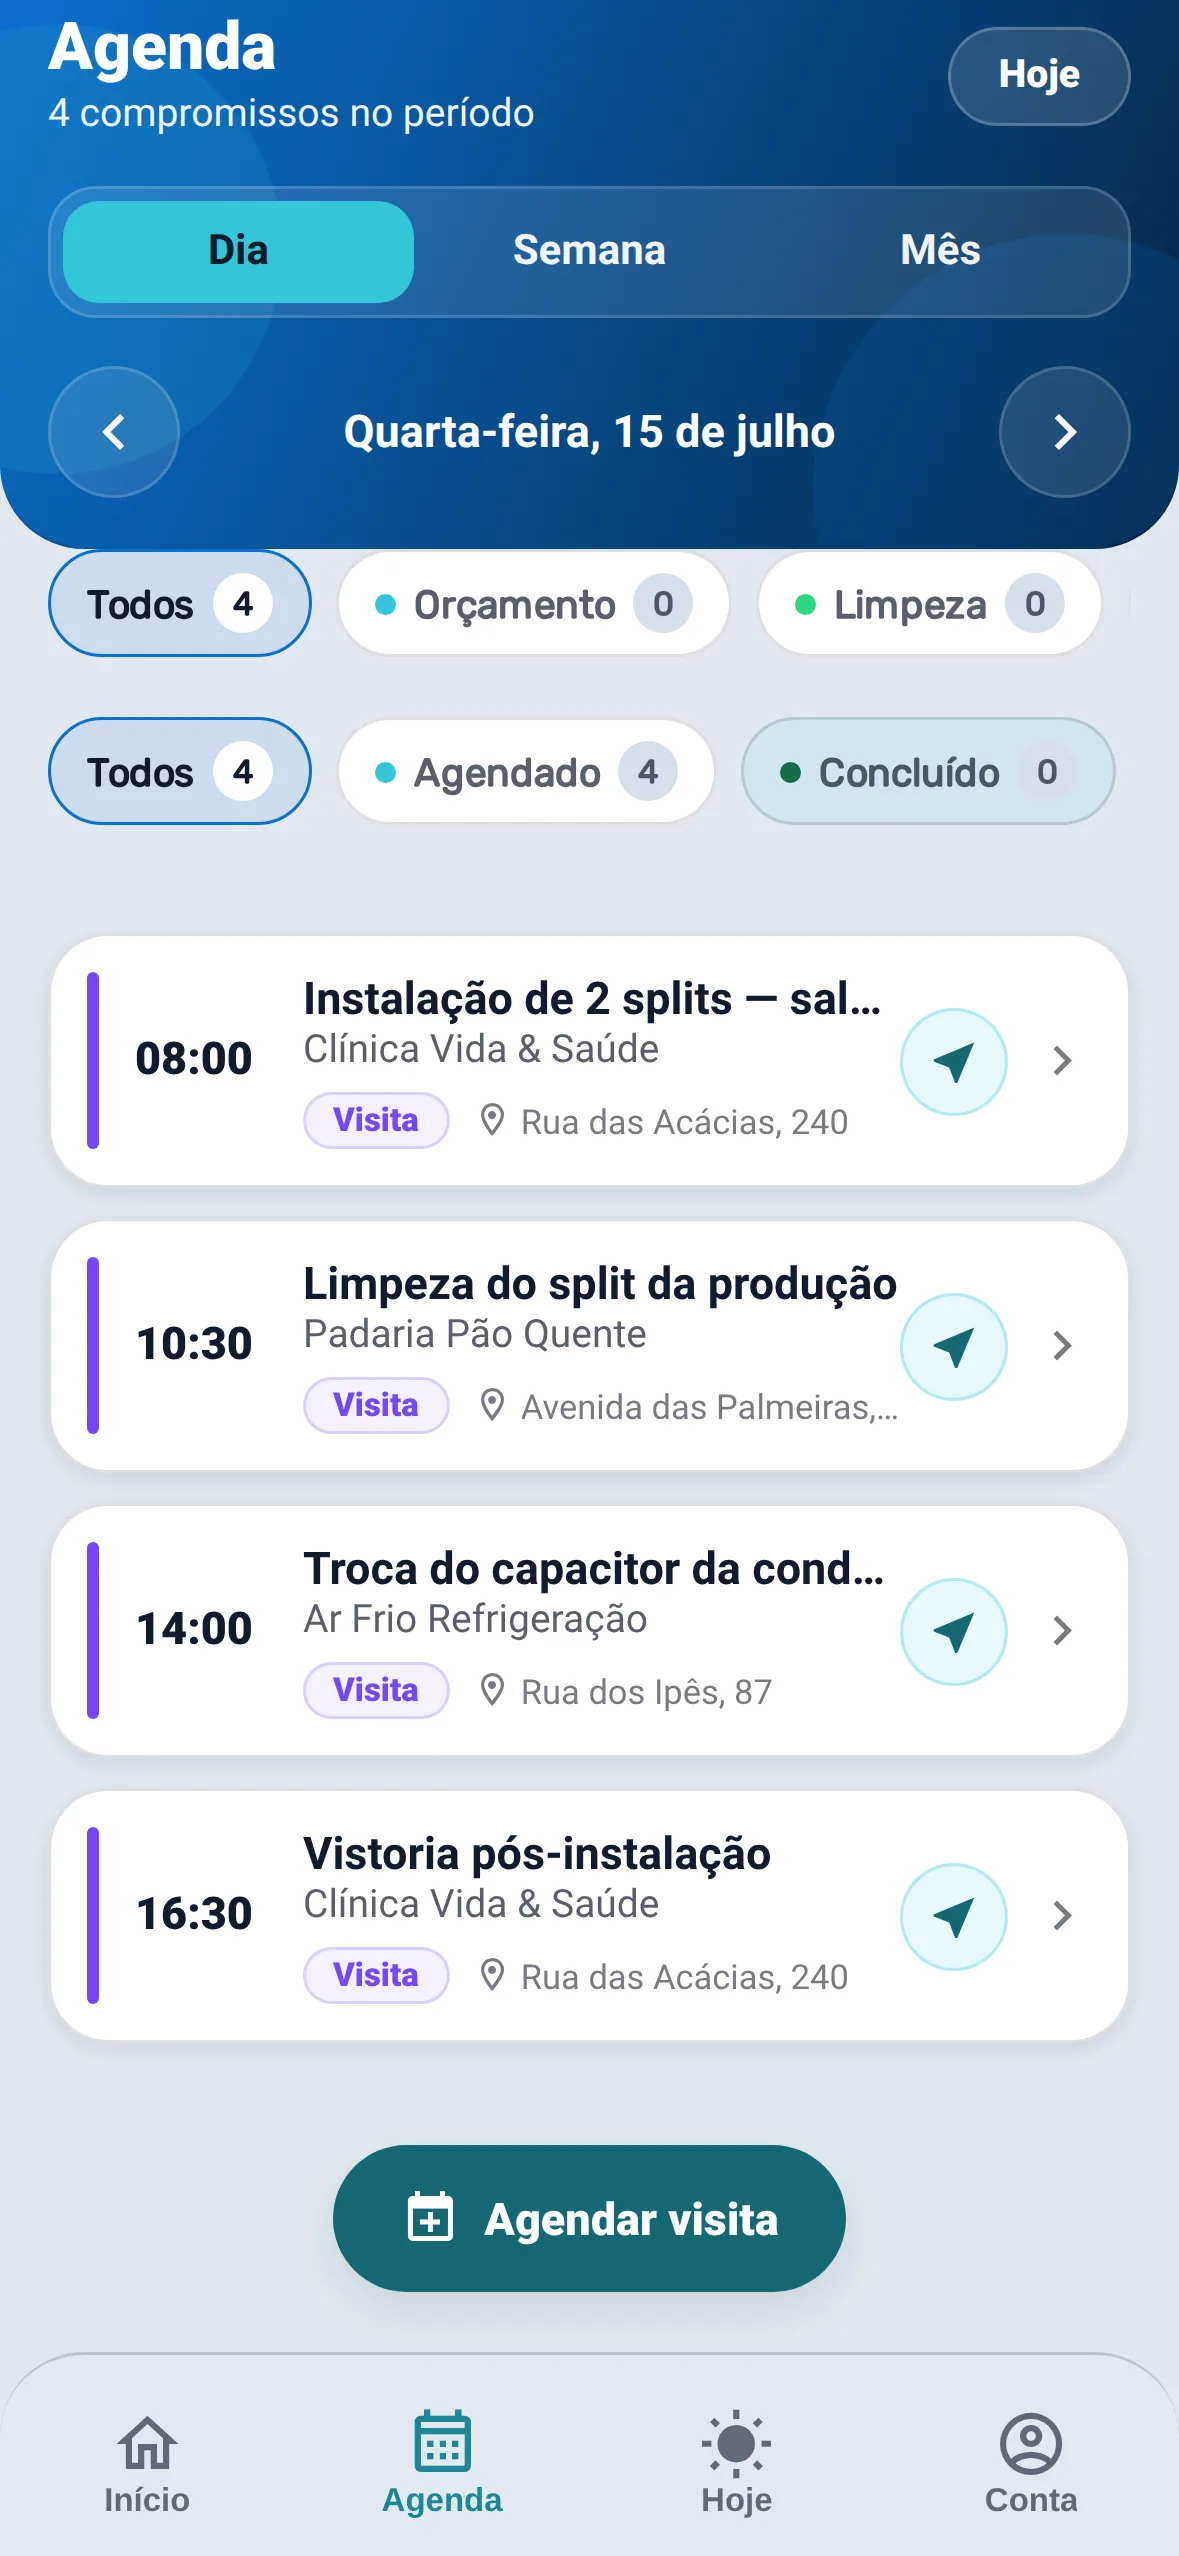 Agenda
4 compromissos no período
Hoje
Dia
Semana
Mês
Quarta-feira, 15 de julho
Todos 4
Orçamento 0
Limpeza 0
Todos 4
Agendado 4
Concluído 0
Instalação de 2 splits — sal...
08:00
Clínica Vida & Saúde
Visita
Rua das Acácias, 240
Limpeza do split da produção
10:30
Padaria Pão Quente
Visita
Avenida das Palmeiras,...
Troca do capacitor da cond...
14:00
Ar Frio Refrigeração
Visita
Rua dos Ipês, 87
Vistoria pós-instalação
16:30
Clínica Vida & Saúde
Visita
Rua das Acácias, 240
Agendar visita
Início
Agenda
Hoje
Conta